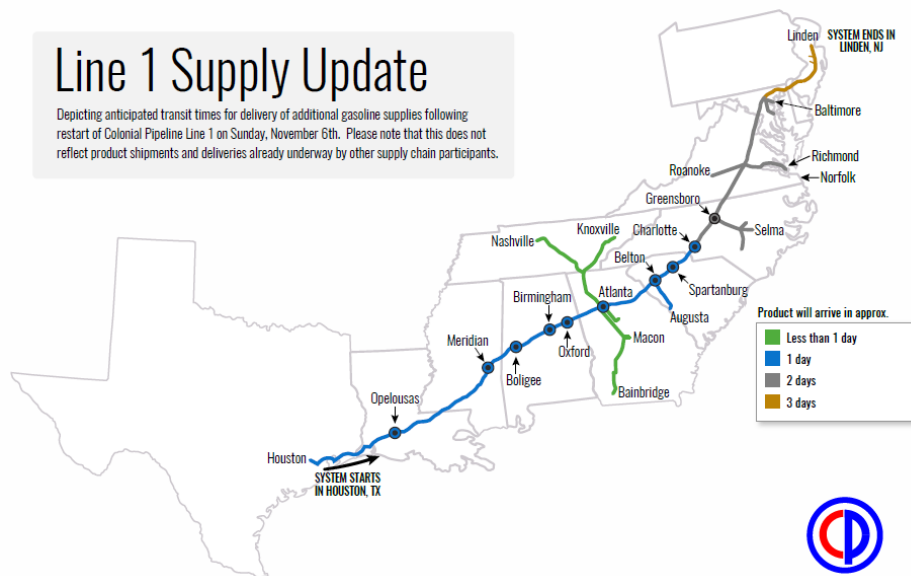 Line 1 Supply Update
Depicting anticipated transit times for delivery of additional gasoline supplies following
restart of Colonial Pipeline Line 1 on Sunday, November 6th. Please note that this does not
reflect product shipments and deliveries already underway by other supply chain participants.
Linden
SYSTEM ENDS IN
LINDEN, NJ
Baltimore
Richmond
Roanoke
Norfolk
Greensboro
Knoxville
Charlotte
Selma
Nashville
Belton
Spartanburg
Birmingham
Atlanta
Augusta
Meridian
Oxford
Macon
Boligee
Bainbridge
Opelousas
Houston
SYSTEM STARTS
IN HOUSTON, TX
Product will arrive in approx.
Less than 1 day
1 day
2 days
3 days
CP